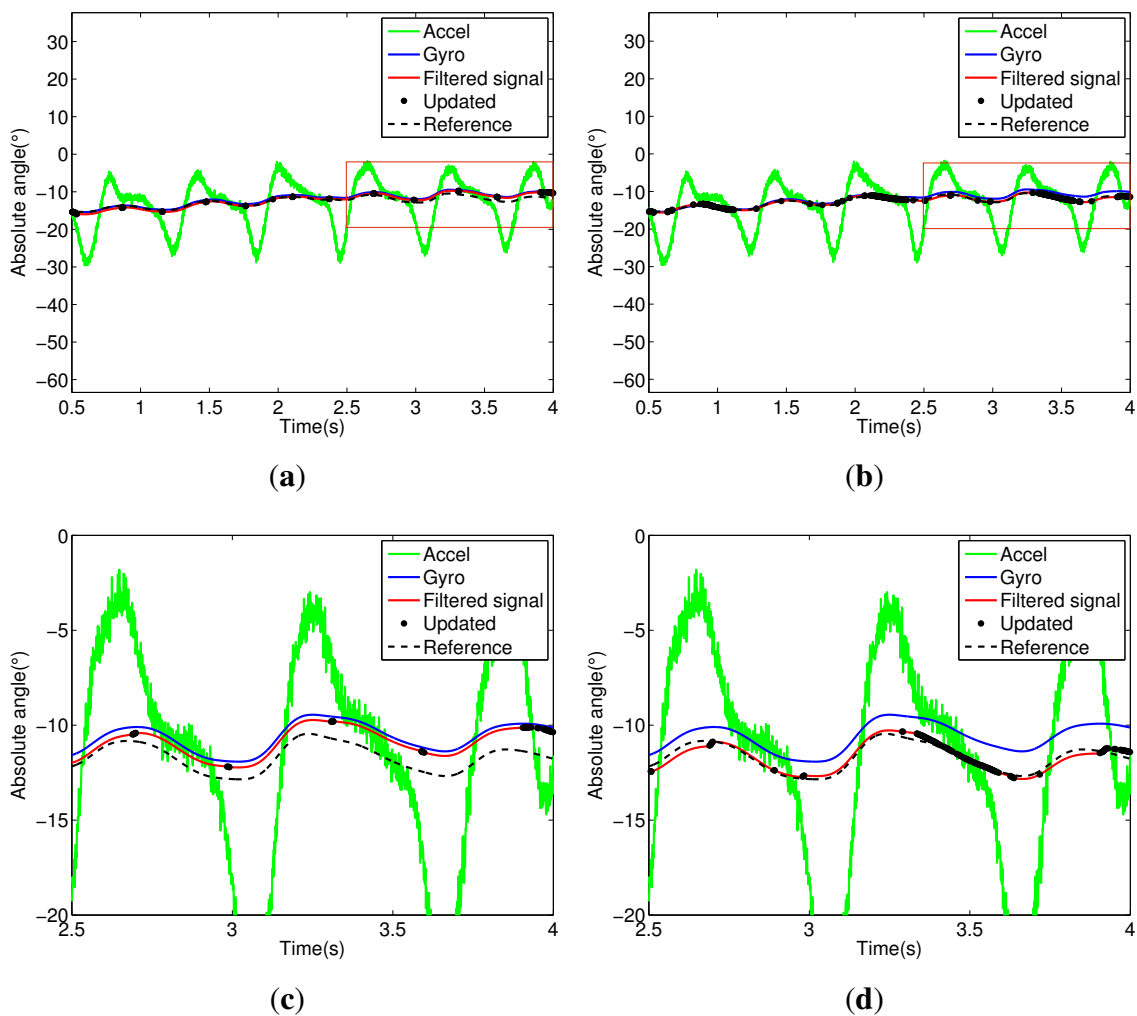 30
20
10
0
−10
−20
−30
−40
−50
−60
Absolute angle(°)
0.5 1 1.5 2 2.5 3 3.5 4
Time(s)
Accel
Gyro
Filtered signal
Updated
Reference
(a)
30
20
10
0
−10
−20
−30
−40
−50
−60
Absolute angle(°)
0.5 1 1.5 2 2.5 3 3.5 4
Time(s)
Accel
Gyro
Filtered signal
Updated
Reference
(b)
0
−5
−10
−15
−20
Absolute angle(°)
2.5 3 3.5 4
Time(s)
Accel
Gyro
Filtered signal
Updated
Reference
(c)
0
−5
−10
−15
−20
Absolute angle(°)
2.5 3 3.5 4
Time(s)
Accel
Gyro
Filtered signal
Updated
Reference
(d)